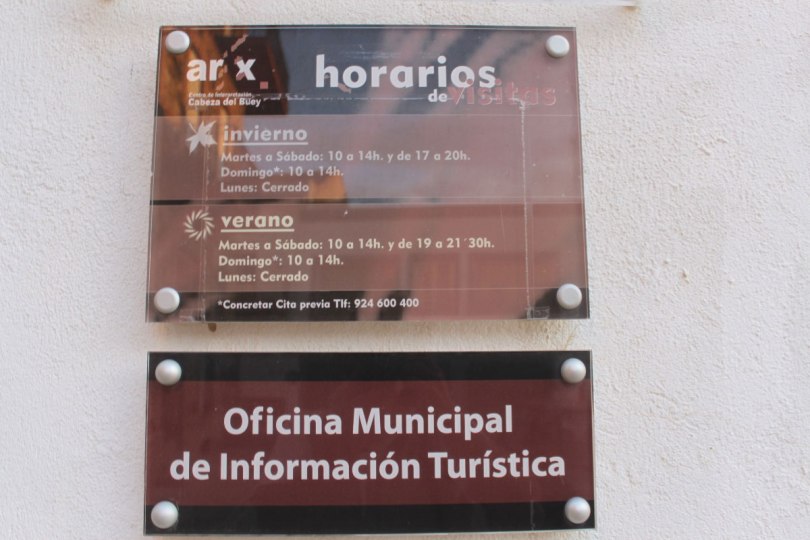 arx
Centro de Interpretación
Cabeza del Buey
horarios
de visitas
invierno
Martes a Sábado: 10 a 14h. y de 17 a 20h.
Domingo*: 10 a 14h.
Lunes: Cerrado
verano
Martes a Sábado: 10 a 14h. y de 19 a 21´30h.
Domingo*: 10 a 14h.
Lunes: Cerrado
*Concretar Cita previa Tlf: 924 600 400
Oficina Municipal
de Información Turística